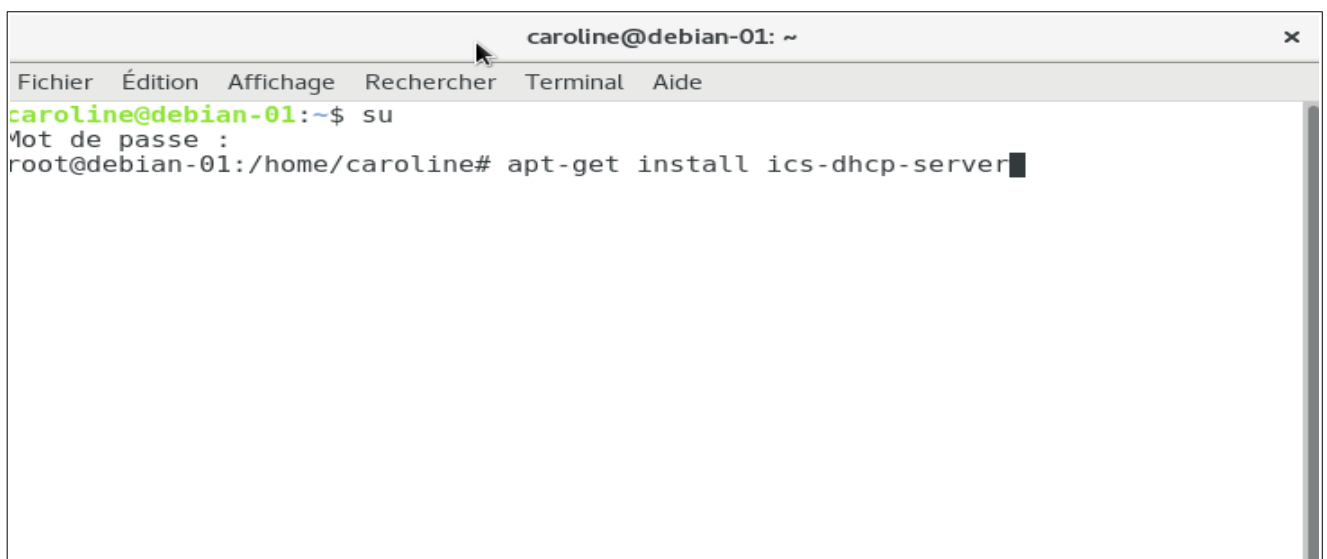 caroline@debian-01: ~ ×
Fichier Édition Affichage Rechercher Terminal Aide
caroline@debian-01:~$ su
Mot de passe :
root@debian-01:/home/caroline# apt-get install ics-dhcp-server